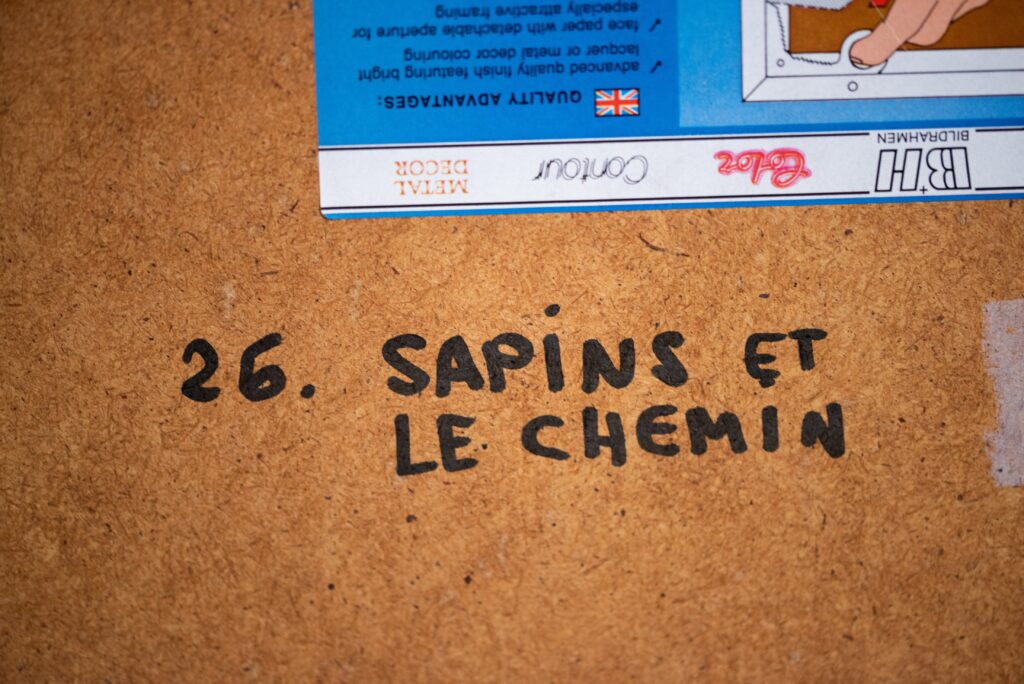 especially attractive framing
✓ face paper with detachable aperture for
lacquer or metal decor colouring
✓ advanced quality finish featuring bright
QUALITY ADVANTAGES:
B+H
BILDRAHMEN
Color
Contour
METAL
DECOR
26. SAPINS ET
LE CHEMIN